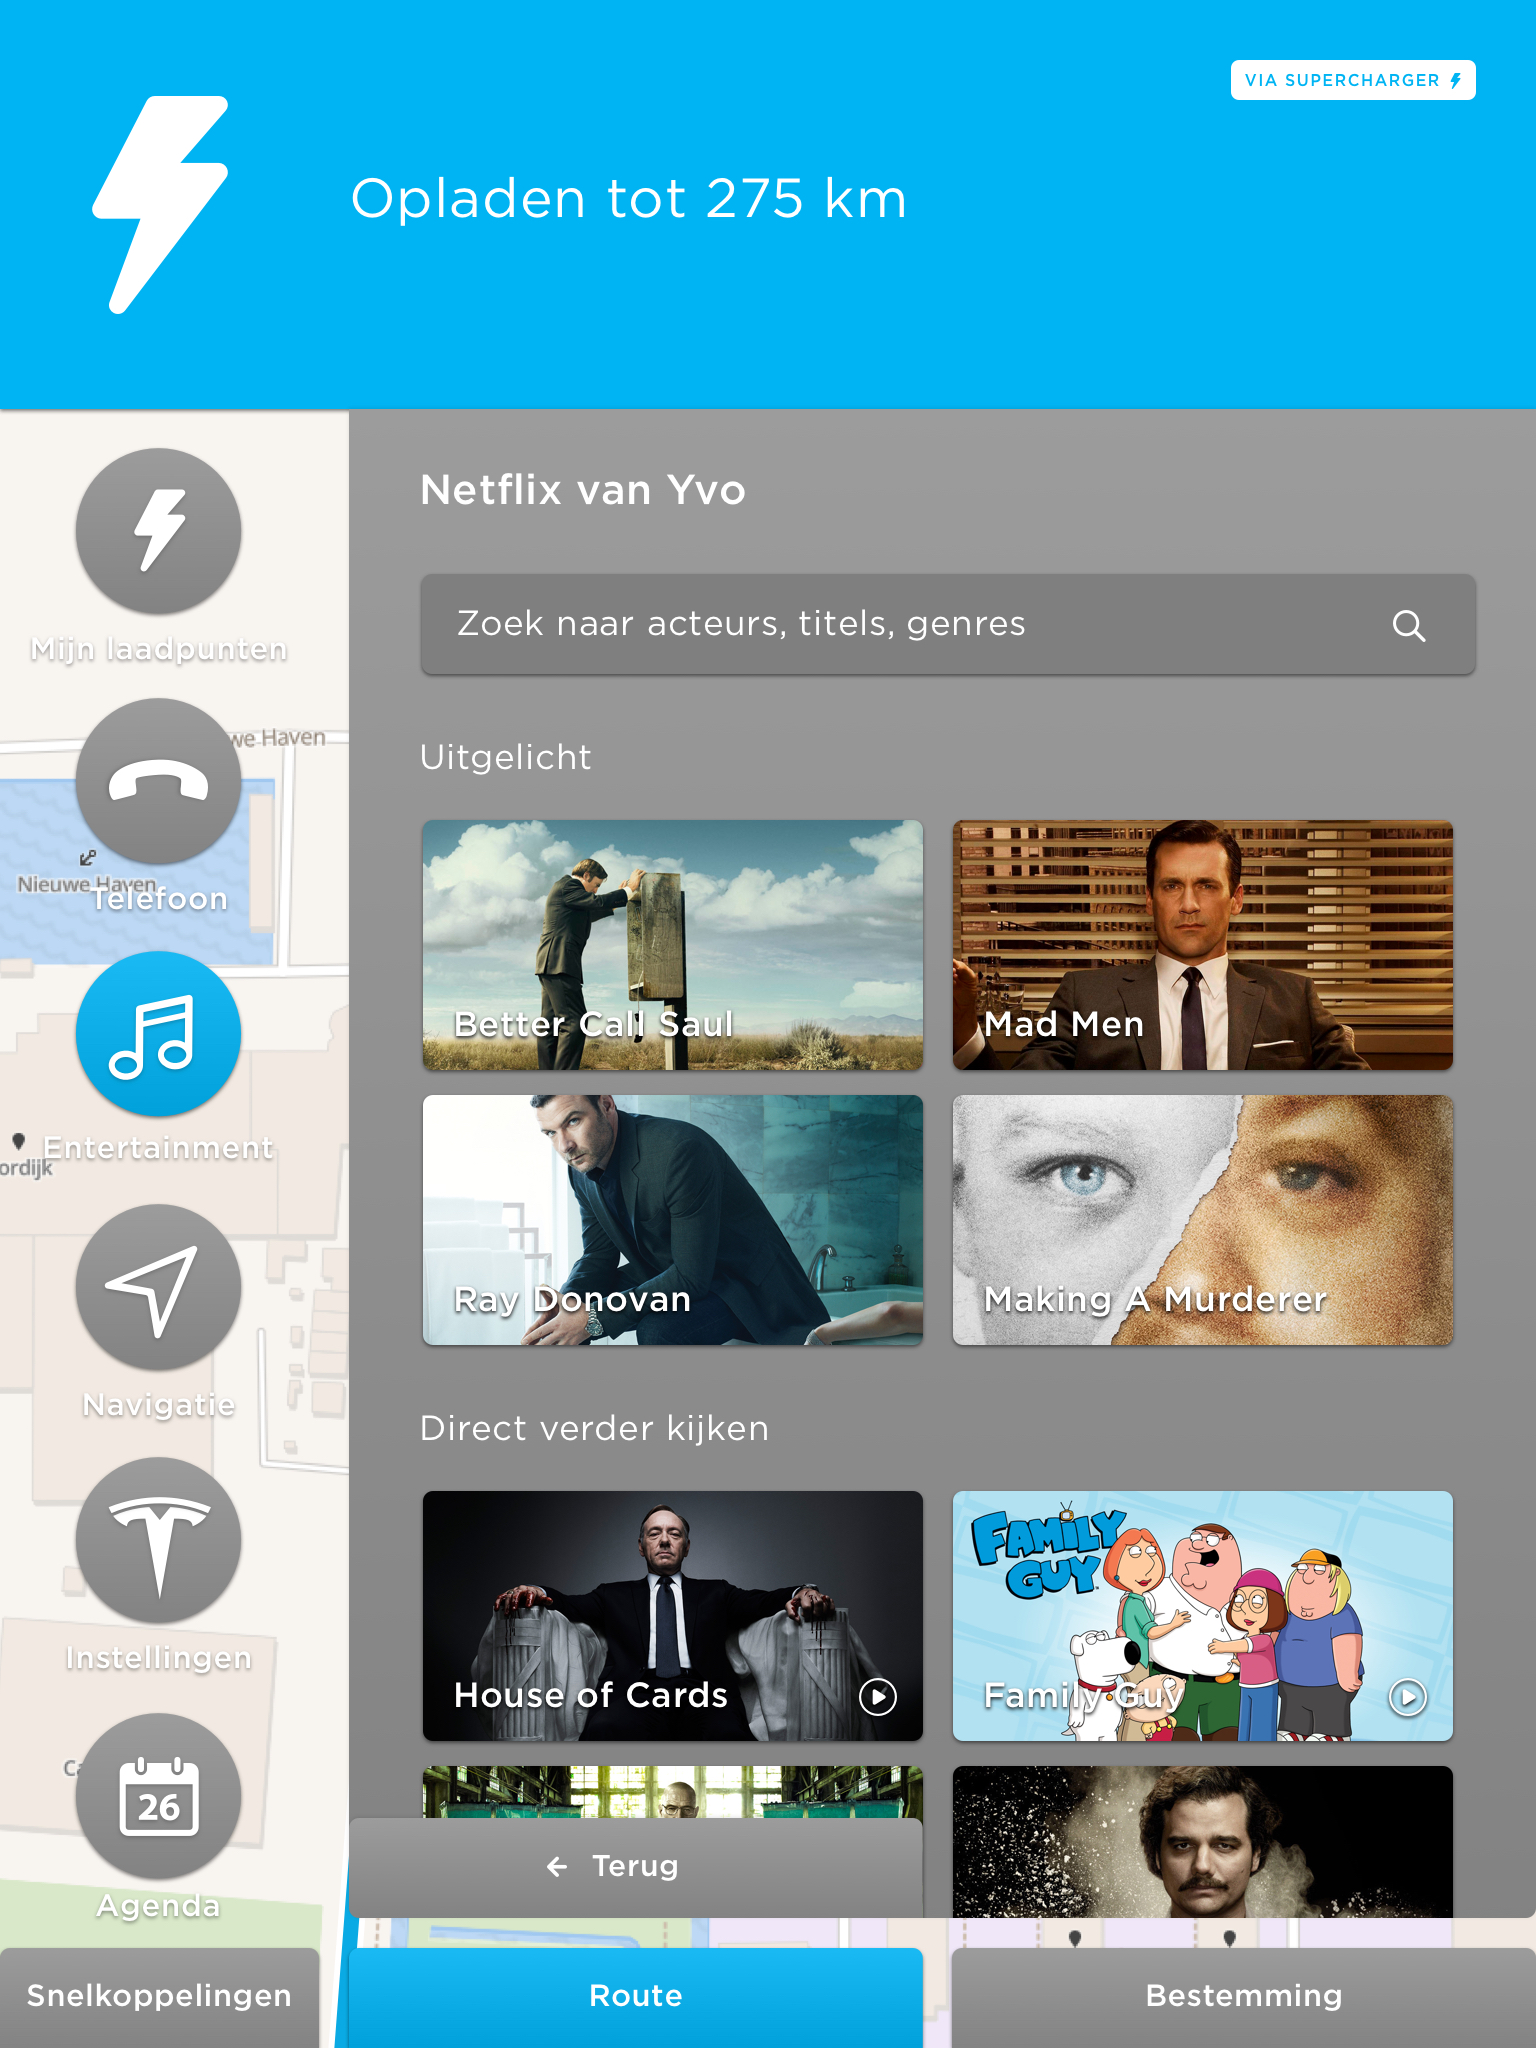 VIA SUPERCHARGER
Opladen tot 275 km
Mijn laadpunten
we Haven
Nieuwe Haven
Telefoon
Entertainment
ordijk
Navigatie
Instellingen
Ca
26
Agenda
Netflix van Yvo
Zoek naar acteurs, titels, genres
Uitgelicht
Better Call Saul
Mad Men
Ray Donovan
Making A Murderer
Direct verder kijken
House of Cards
FAMILY
GUY
Family Guy
← Terug
Snelkoppelingen
Route
Bestemming